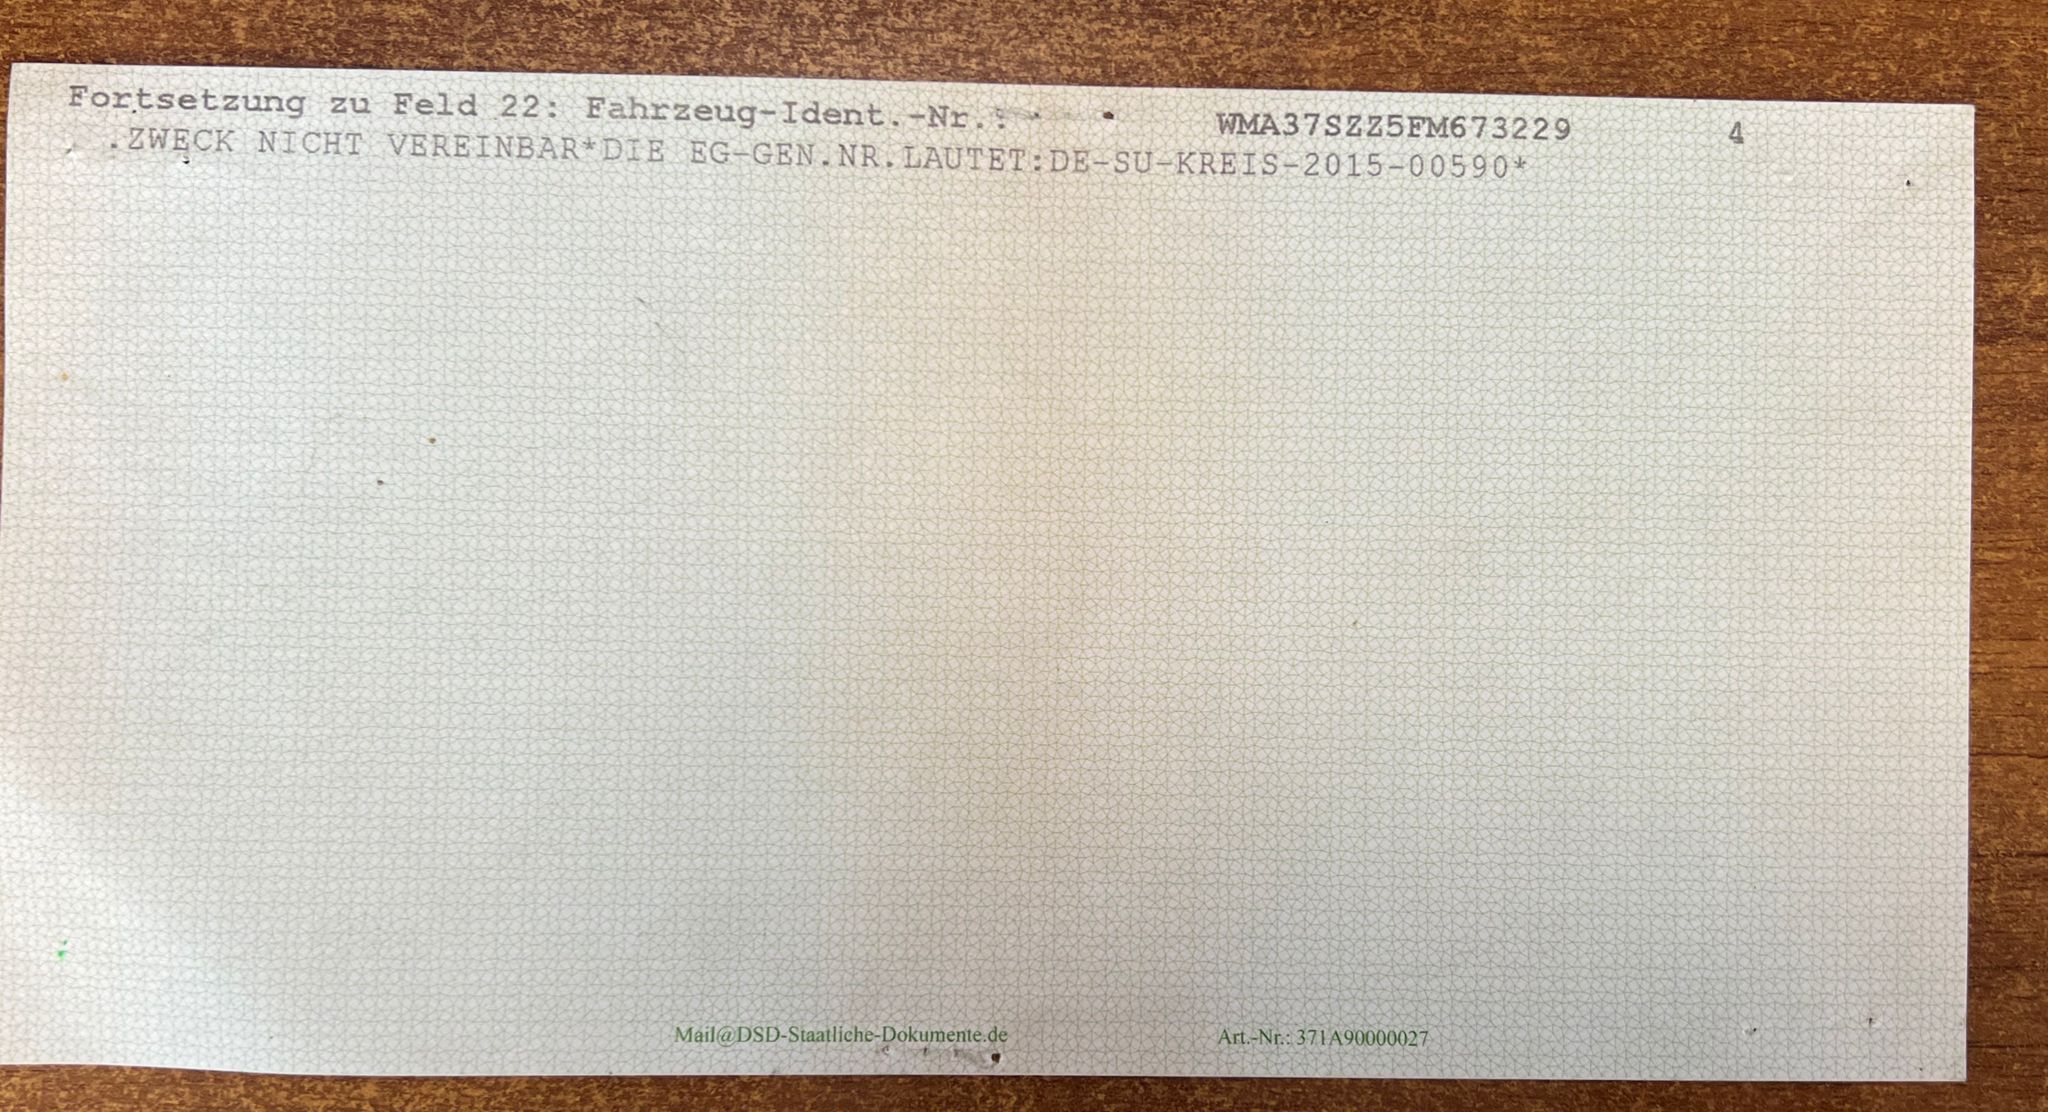 Fortsetzung zu Feld 22: Fahrzeug-Ident.-Nr.: WMA37SZZ5FM673229 4
.ZWECK NICHT VEREINBAR*DIE EG-GEN.NR.LAUTET:DE-SU-KREIS-2015-00590*
Mail@DSD-Staatliche-Dokumente.de Art.-Nr.: 371A90000027